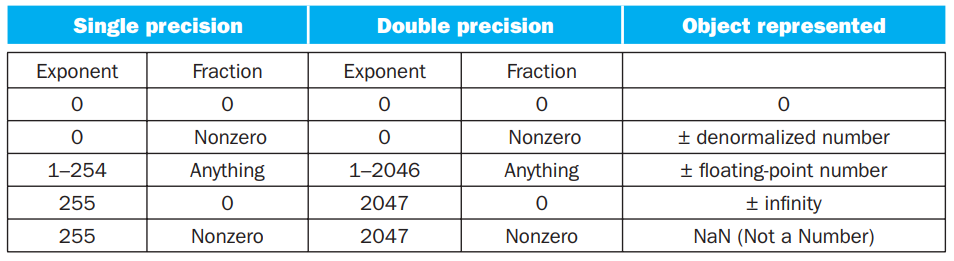 Single precision Double precision Object represented
Exponent Fraction Exponent Fraction
0 0 0 0 0
0 Nonzero 0 Nonzero ± denormalized number
1–254 Anything 1–2046 Anything ± floating-point number
255 0 2047 0 ± infinity
255 Nonzero 2047 Nonzero NaN (Not a Number)